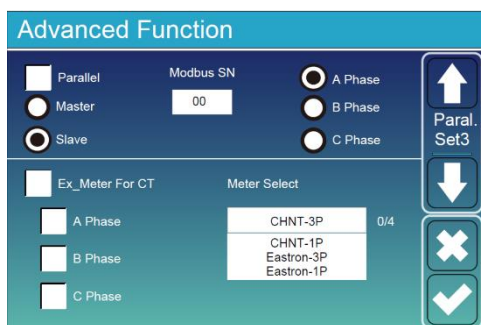 Advanced Function
Parallel
Modbus SN
A Phase
Master
00
B Phase
Slave
C Phase
Paral.
Set3
Ex_Meter For CT
Meter Select
A Phase
CHNT-3P
0/4
CHNT-1P
B Phase
Eastron-3P
Eastron-1P
C Phase